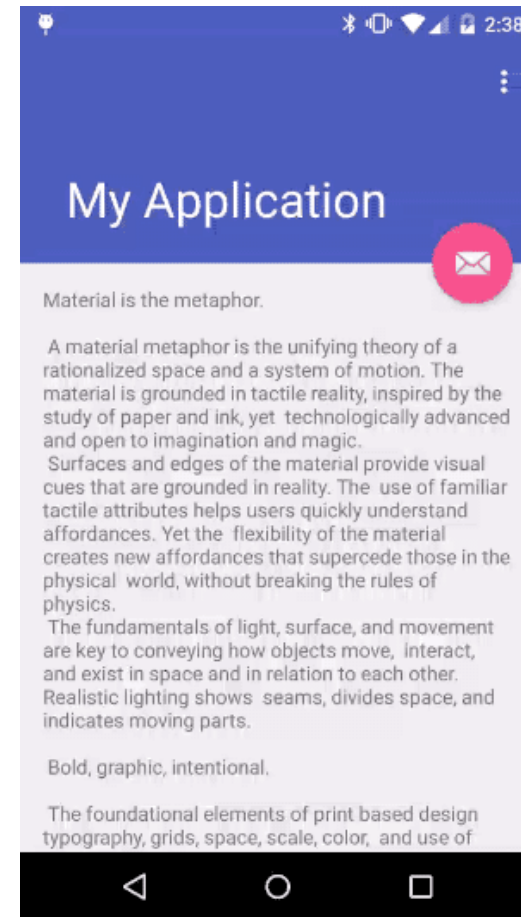 2:38
My Application
Material is the metaphor.
A material metaphor is the unifying theory of a
rationalized space and a system of motion. The
material is grounded in tactile reality, inspired by the
study of paper and ink, yet  technologically advanced
and open to imagination and magic.
Surfaces and edges of the material provide visual
cues that are grounded in reality. The  use of familiar
tactile attributes helps users quickly understand
affordances. Yet the  flexibility of the material
creates new affordances that supercede those in the
physical  world, without breaking the rules of
physics.
The fundamentals of light, surface, and movement
are key to conveying how objects move,  interact,
and exist in space and in relation to each other.
Realistic lighting shows  seams, divides space, and
indicates moving parts.
Bold, graphic, intentional.
The foundational elements of print based design
typography, grids, space, scale, color,  and use of